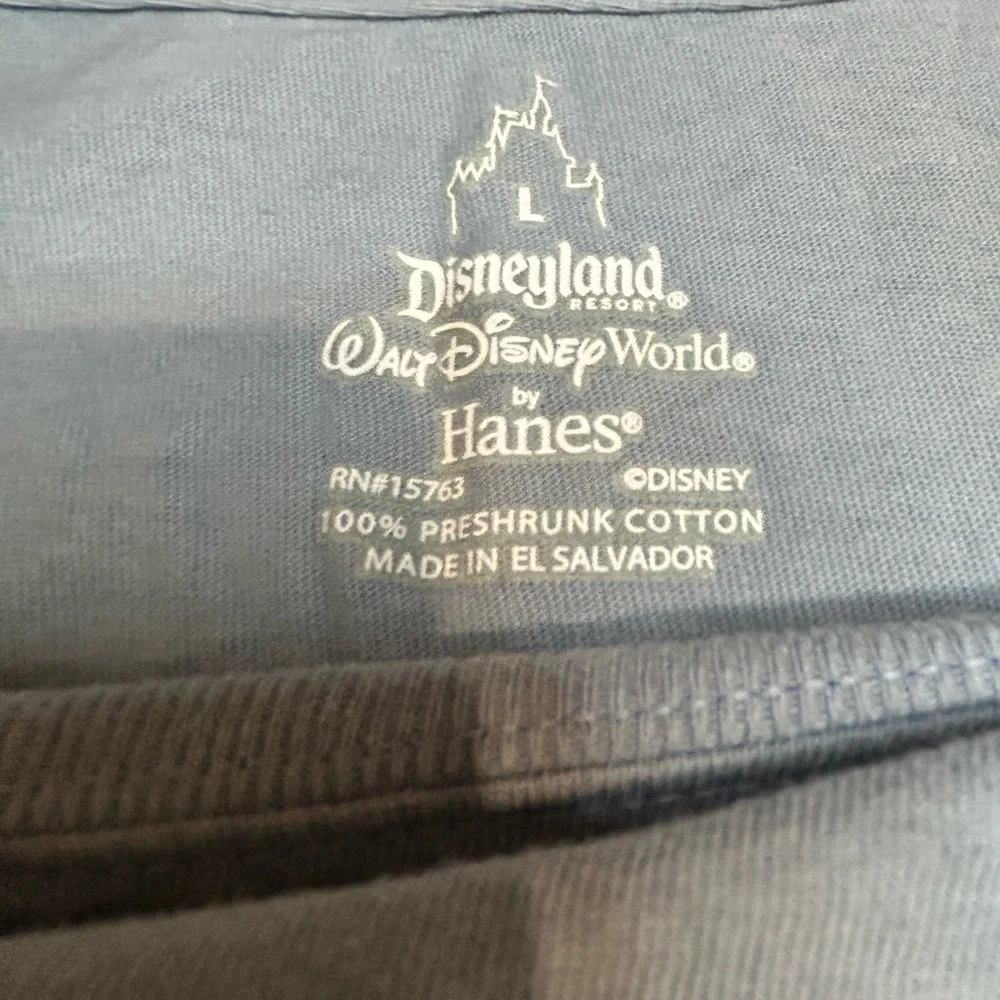 L
Disneyland
RESORT®
WALT DISNEY World®
by
Hanes®
RN#15763 ©DISNEY
100% PRESHRUNK COTTON
MADE IN EL SALVADOR